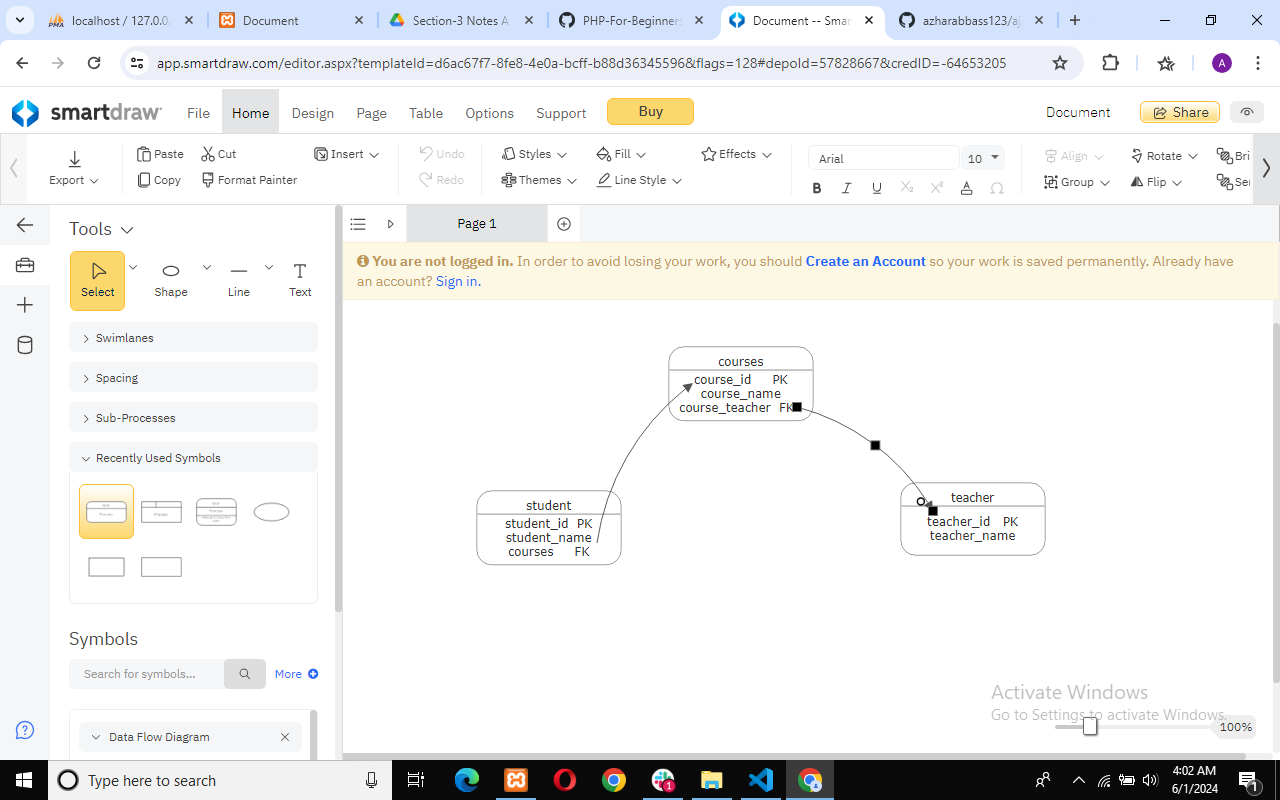 localhost / 127.0.0.
Document
Section-3 Notes A
PHP-For-Beginners
Document -- Smar
azharabbass123/aj
app.smartdraw.com/editor.aspx?templateId=d6ac67f7-8fe8-4e0a-bcff-b88d36345596&flags=128#depoId=57828667&credID=-64653205
A
smartdraw
File
Home
Design
Page
Table
Options
Support
Buy
Document
Share
Export
Paste
Cut
Copy
Format Painter
Insert
Undo
Redo
Styles
Fill
Effects
Themes
Line Style
Arial
10
B I U X₂ X² A Ω
Align
Rotate
Bri
Group
Flip
Se
Tools
Select
Shape
Line
Text
Swimlanes
Spacing
Sub-Processes
Recently Used Symbols
Symbols
Search for symbols...
More
Data Flow Diagram
Page 1
You are not logged in. In order to avoid losing your work, you should Create an Account so your work is saved permanently. Already have
an account? Sign in.
courses
course_id PK
course_name
course_teacher FK
student
student_id PK
student_name
courses FK
teacher
teacher_id PK
teacher_name
Activate Windows
Go to Settings to activate Windows.
100%
Type here to search
1
4:02 AM
6/1/2024
1